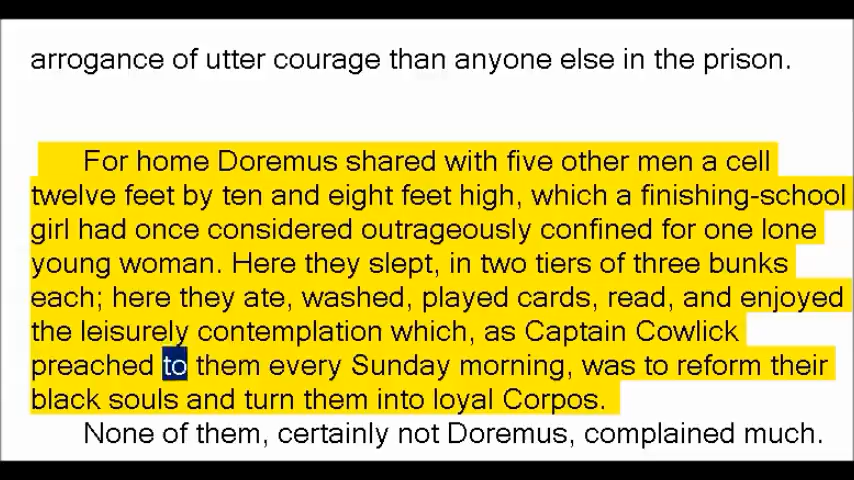 arrogance of utter courage than anyone else in the prison.
For home Doremus shared with five other men a cell
twelve feet by ten and eight feet high, which a finishing-school
girl had once considered outrageously confined for one lone
young woman. Here they slept, in two tiers of three bunks
each; here they ate, washed, played cards, read, and enjoyed
the leisurely contemplation which, as Captain Cowlick
preached to them every Sunday morning, was to reform their
black souls and turn them into loyal Corpos.
None of them, certainly not Doremus, complained much.